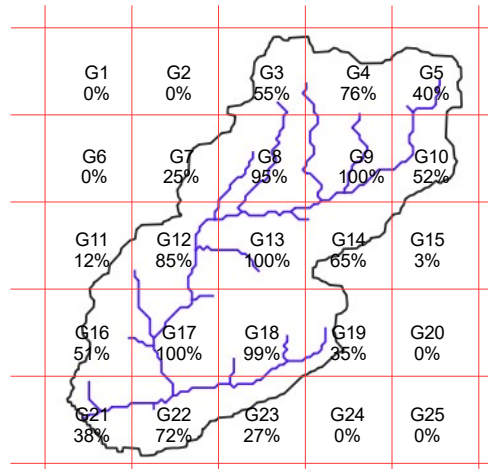 G1 G2 G3 G4 G5
0% 0% 55% 76% 40%
G6 G7 G8 G9 G10
0% 25% 95% 100% 52%
G11 G12 G13 G14 G15
12% 85% 100% 65% 3%
G16 G17 G18 G19 G20
51% 100% 99% 35% 0%
G21 G22 G23 G24 G25
38% 72% 27% 0% 0%